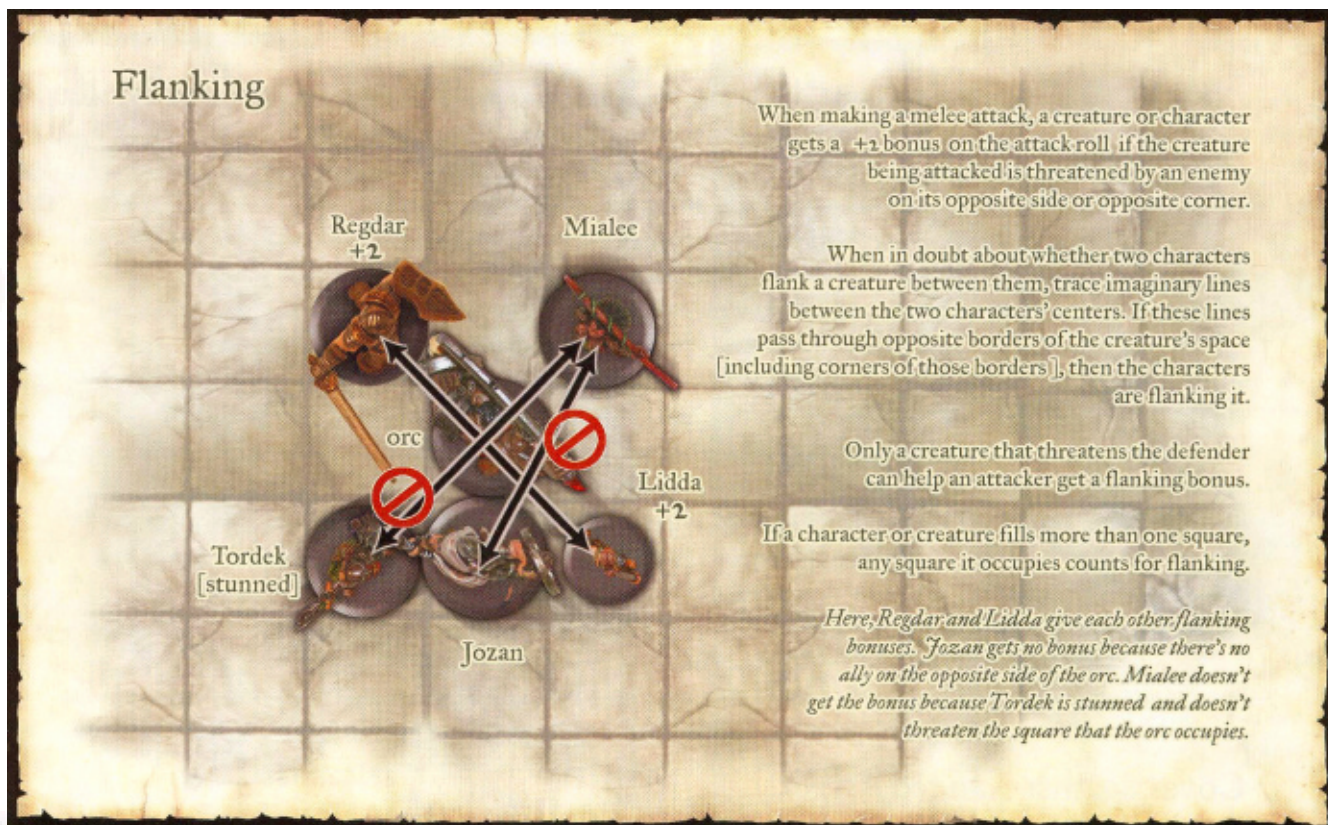 Flanking
When making a melee attack, a creature or character
gets a +2 bonus on the attack roll if the creature
being attacked is threatened by an enemy
on its opposite side or opposite corner.
When in doubt about whether two characters
flank a creature between them, trace imaginary lines
between the two characters' centers. If these lines
pass through opposite borders of the creature's space
[including corners of those borders], then the characters
are flanking it.
Only a creature that threatens the defender
can help an attacker get a flanking bonus.
If a character or creature fills more than one square,
any square it occupies counts for flanking.
Here, Regdar and Lidda give each other flanking
bonuses. Jozan gets no bonus because there's no
ally on the opposite side of the orc. Mialee doesn't
get the bonus because Tordek is stunned and doesn't
threaten the square that the orc occupies.
Regdar
+2
Mialee
orc
Lidda
+2
Tordek
[stunned]
Jozan